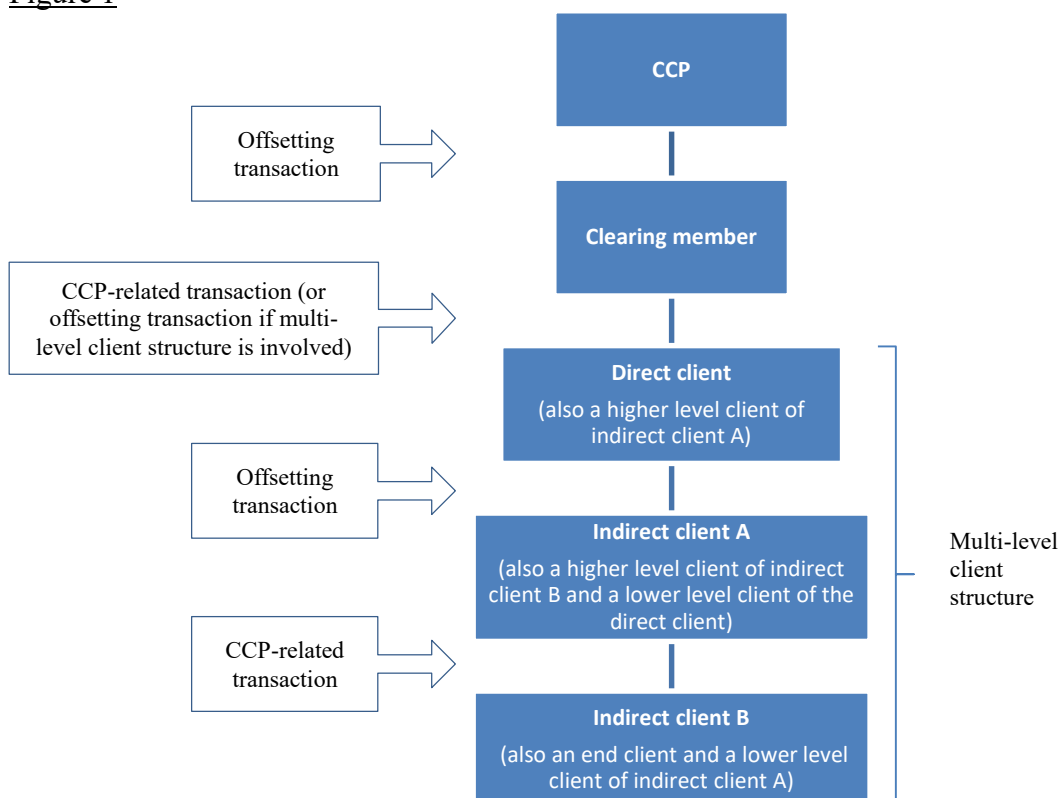 Figure 1
CCP
Offsetting
transaction
Clearing member
CCP-related transaction (or
offsetting transaction if multi-
level client structure is involved)
Direct client
(also a higher level client of
indirect client A)
Offsetting
transaction
Indirect client A
(also a higher level client of indirect
client B and a lower level client of the
direct client)
Multi-level
client
structure
CCP-related
transaction
Indirect client B
(also an end client and a lower level
client of indirect client A)